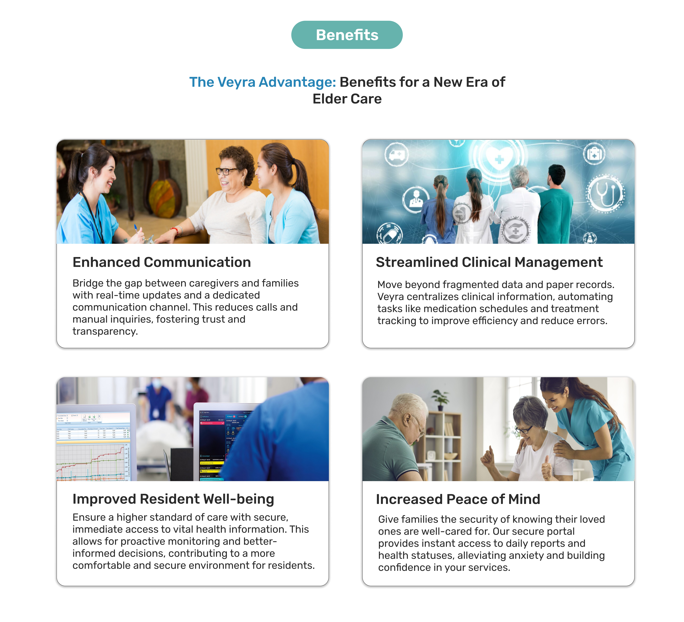 Benefits
The Veyra Advantage: Benefits for a New Era of
Elder Care
Enhanced Communication
Bridge the gap between caregivers and families
with real-time updates and a dedicated
communication channel. This reduces calls and
manual inquiries, fostering trust and
transparency.
Streamlined Clinical Management
Move beyond fragmented data and paper records.
Veyra centralizes clinical information, automating
tasks like medication schedules and treatment
tracking to improve efficiency and reduce errors.
Improved Resident Well-being
Ensure a higher standard of care with secure,
immediate access to vital health information. This
allows for proactive monitoring and better-
informed decisions, contributing to a more
comfortable and secure environment for residents.
Increased Peace of Mind
Give families the security of knowing their loved
ones are well-cared for. Our secure portal
provides instant access to daily reports and
health statuses, alleviating anxiety and building
confidence in your services.